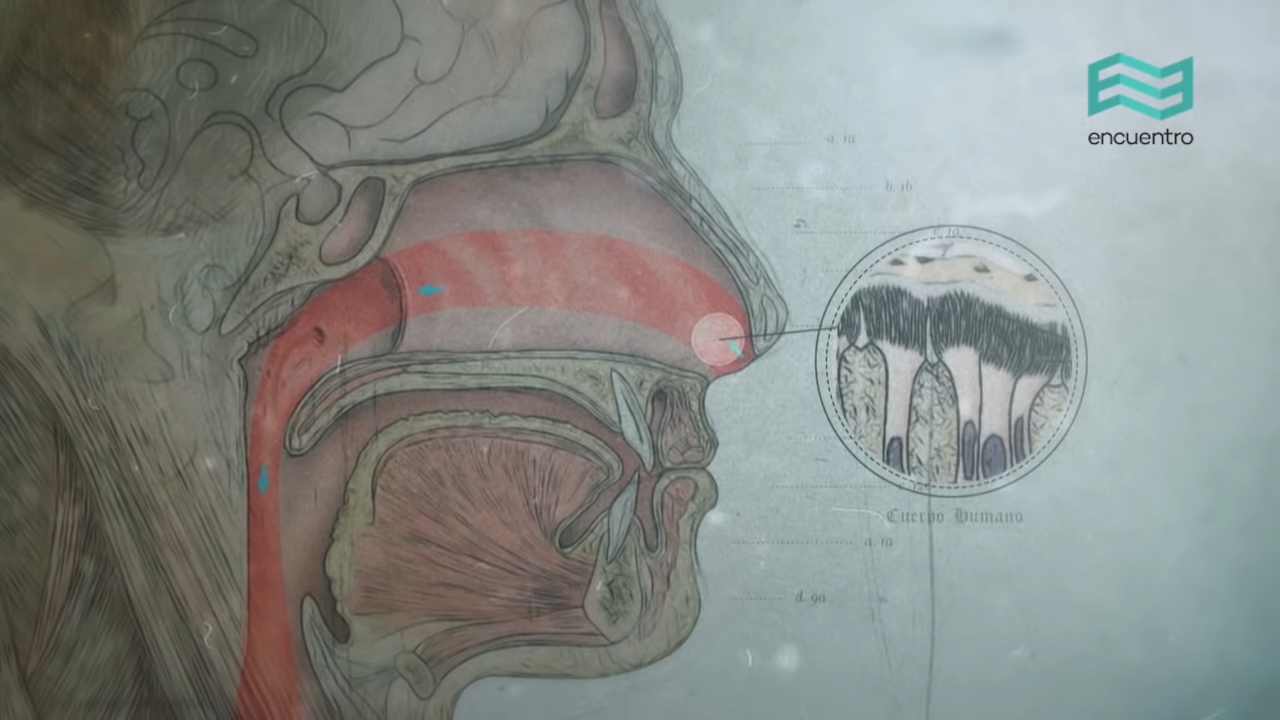 encuentro
a. 1a
b. 1b
Cuerpo Humano
a. 1a
d. 9a